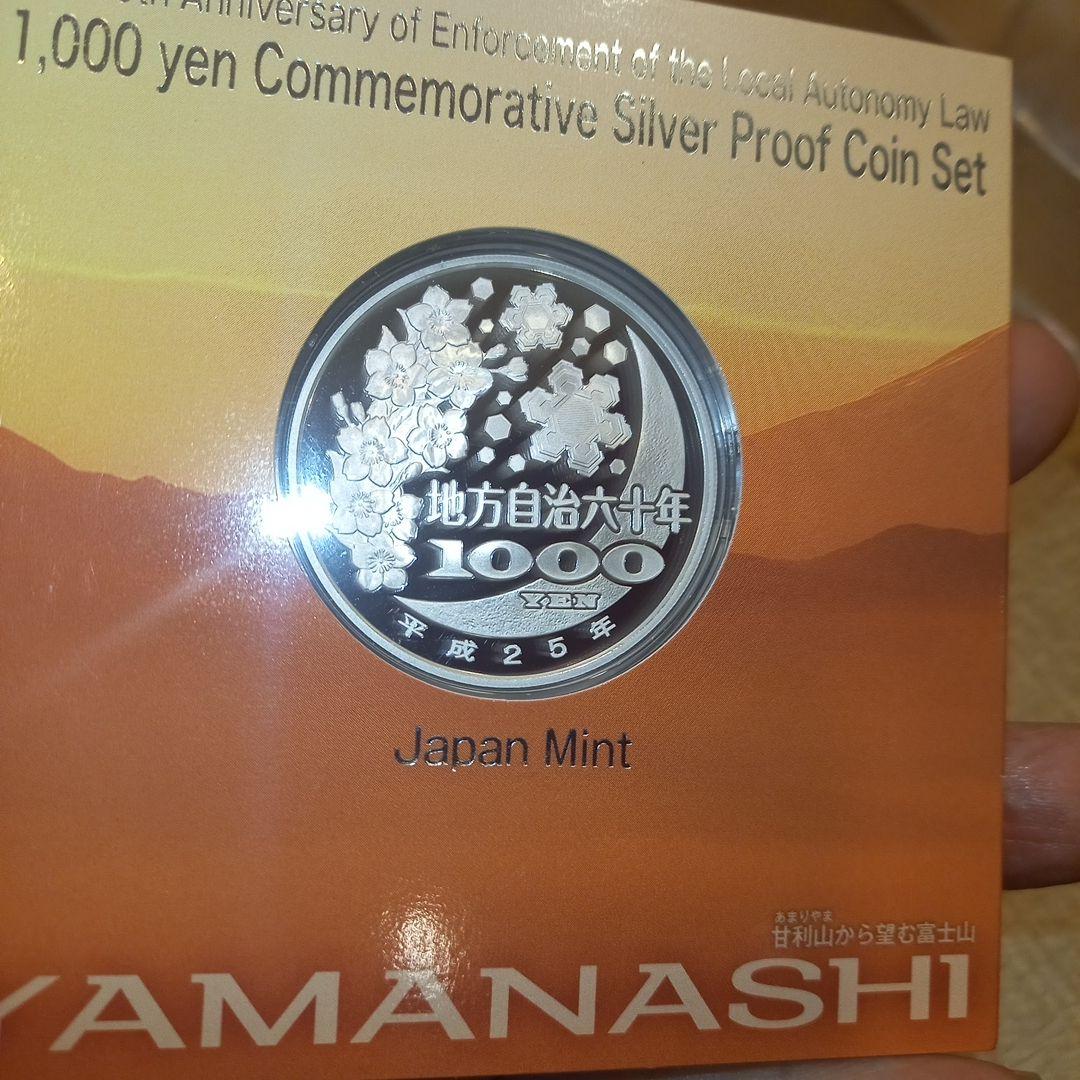 Anniversary of Enforcement of the Local Autonomy Law
1,000 yen Commemorative Silver Proof Coin Set
地方自治六十年
1000
YEN
平成25年
Japan Mint
あまりやま
甘利山から望む富士山
YAMANASHI